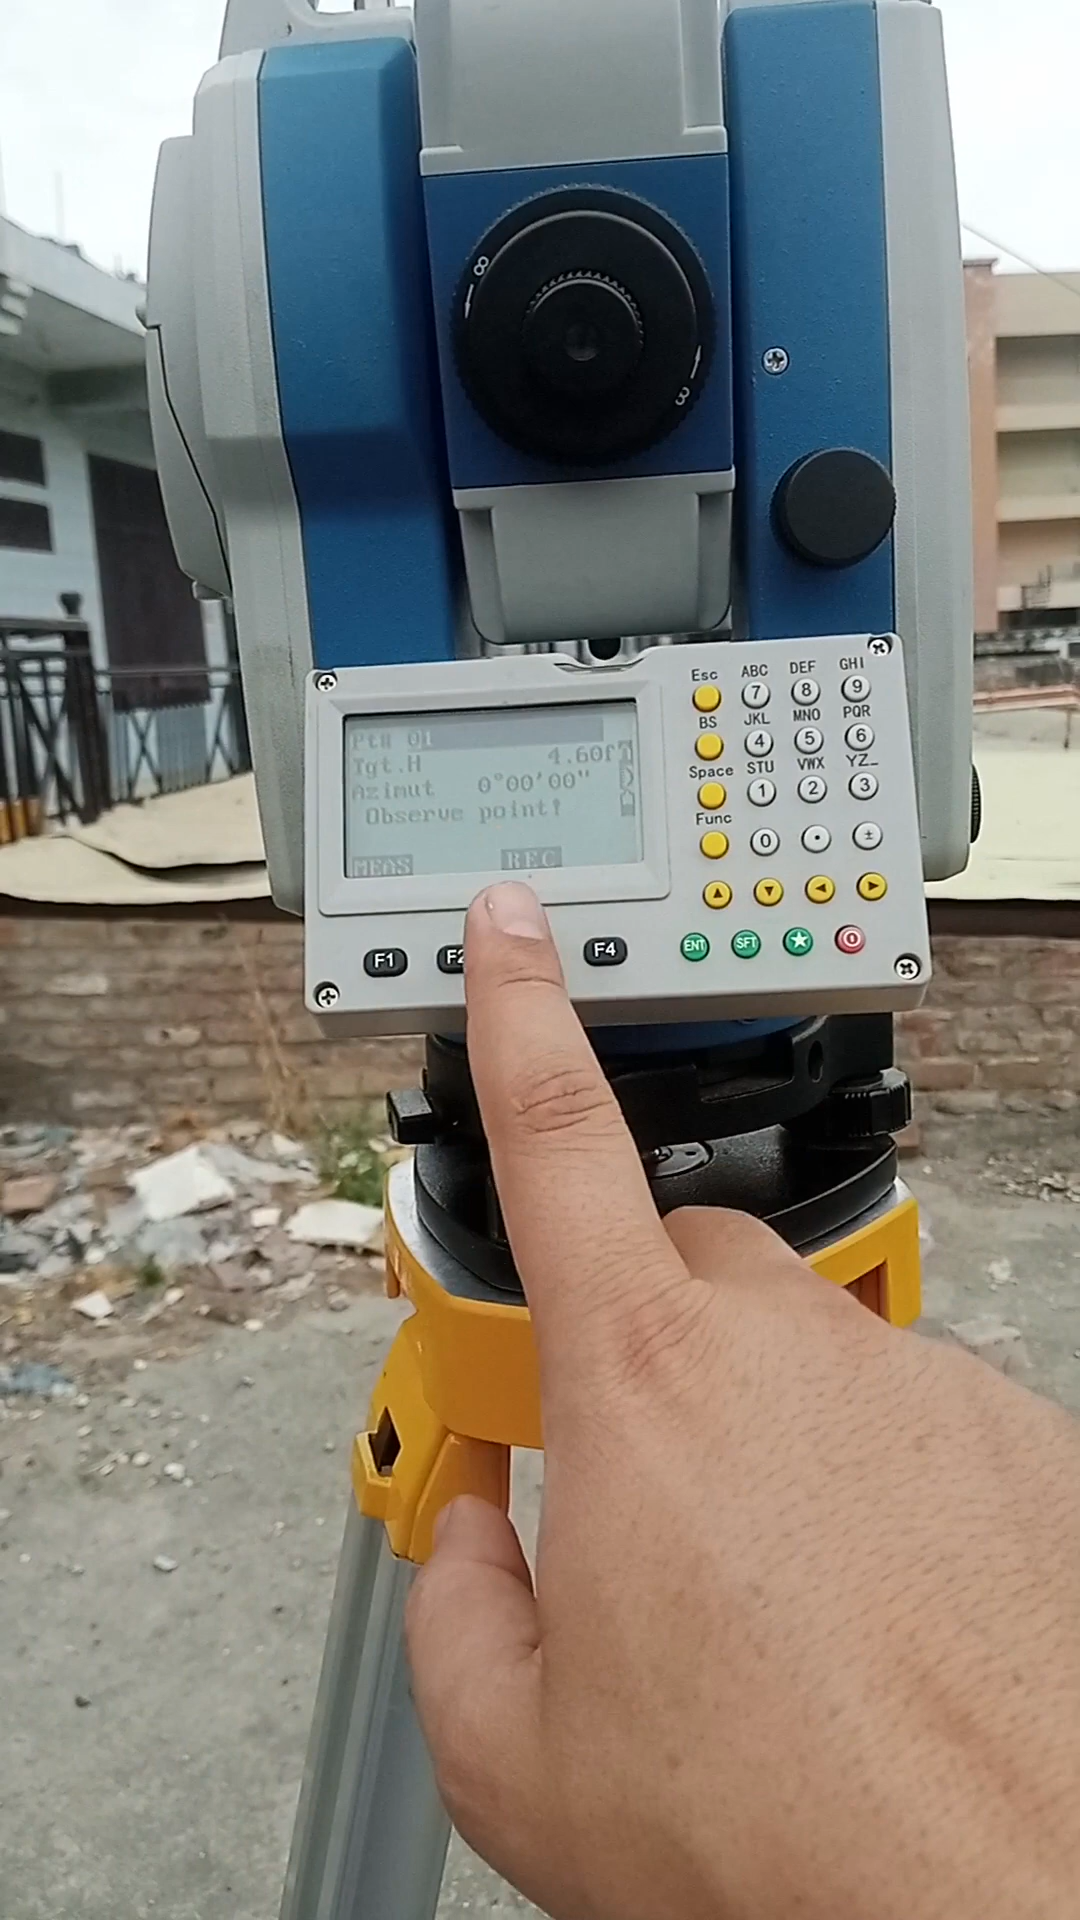 ∞
∞
Pt# 01
Tgt.H 4.60f
Azimut 0°00'00"
Observe point!
MEAS REC
Esc ABC DEF GHI
7 8 9
BS JKL MNO PQR
4 5 6
Space STU VWX YZ_
1 2 3
Func
0 • ±
▲ ▼ ◀ ▶
F1 F2 F4 ENT SFT ★